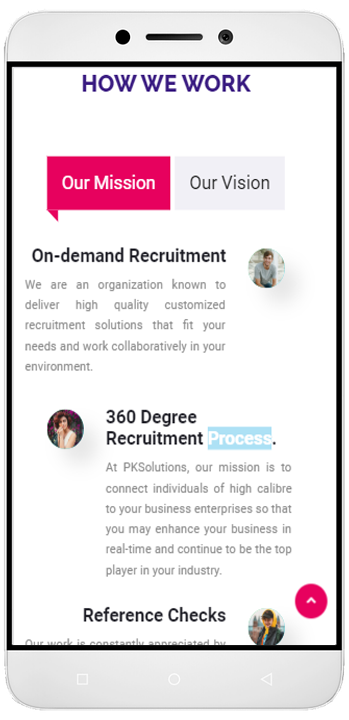 HOW WE WORK
Our Mission
Our Vision
On-demand Recruitment
We are an organization known to
deliver high quality customized
recruitment solutions that fit your
needs and work collaboratively in your
environment.
360 Degree
Recruitment Process.
At PKSolutions, our mission is to
connect individuals of high calibre
to your business enterprises so that
you may enhance your business in
real-time and continue to be the top
player in your industry.
Reference Checks
Our work is constantly appreciated by